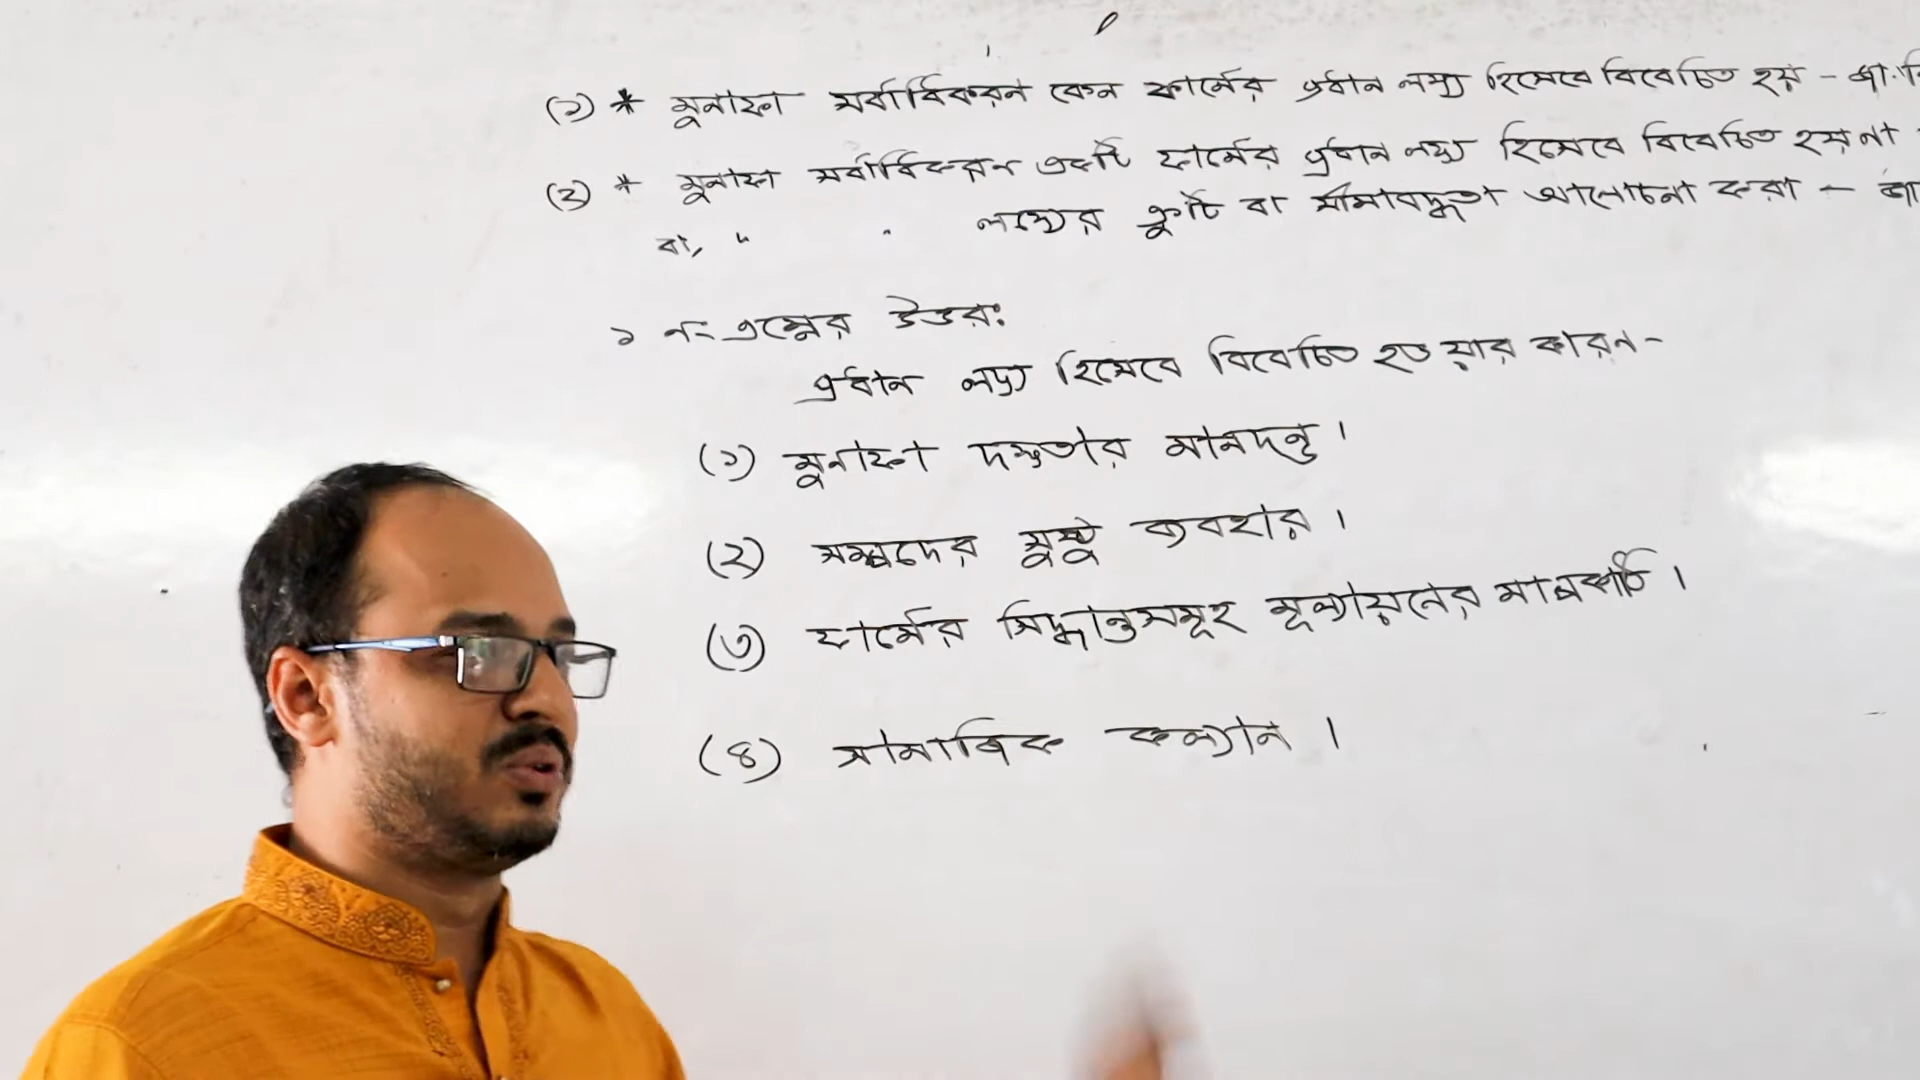 (১) * মুনাফা সর্বাধিকরন কেন ফার্মের প্রধান লক্ষ্য হিসেবে বিবেচিত হয় -
(২) * মুনাফা সর্বাধিকরন একটি ফার্মের প্রধান লক্ষ্য হিসেবে বিবেচিত হয় না
বা, " " লক্ষ্যের ত্রুটি বা সীমাবদ্ধতা আলোচনা করা -
১ নং প্রশ্নের উত্তর:
প্রধান লক্ষ্য হিসেবে বিবেচিত হওয়ার কারন-
(১) মুনাফা দক্ষতার মানদন্ড।
(২) সম্পদের সুষ্ঠু ব্যবহার।
(৩) ফার্মের সিদ্ধান্তসমূহ মূল্যায়নের মাপকাঠি।
(৪) সামাজিক কল্যান।